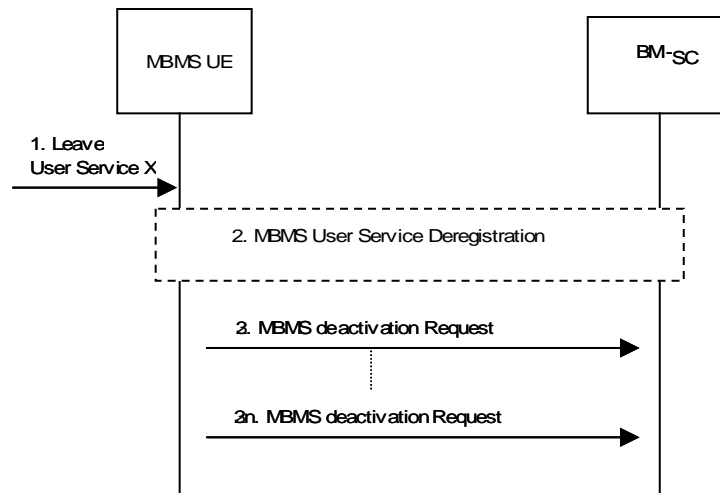 MBMS UE
BM-SC
1. Leave
User Service X
2. MBMS User Service Deregistration
3. MBMS deactivation Request
3n. MBMS deactivation Request